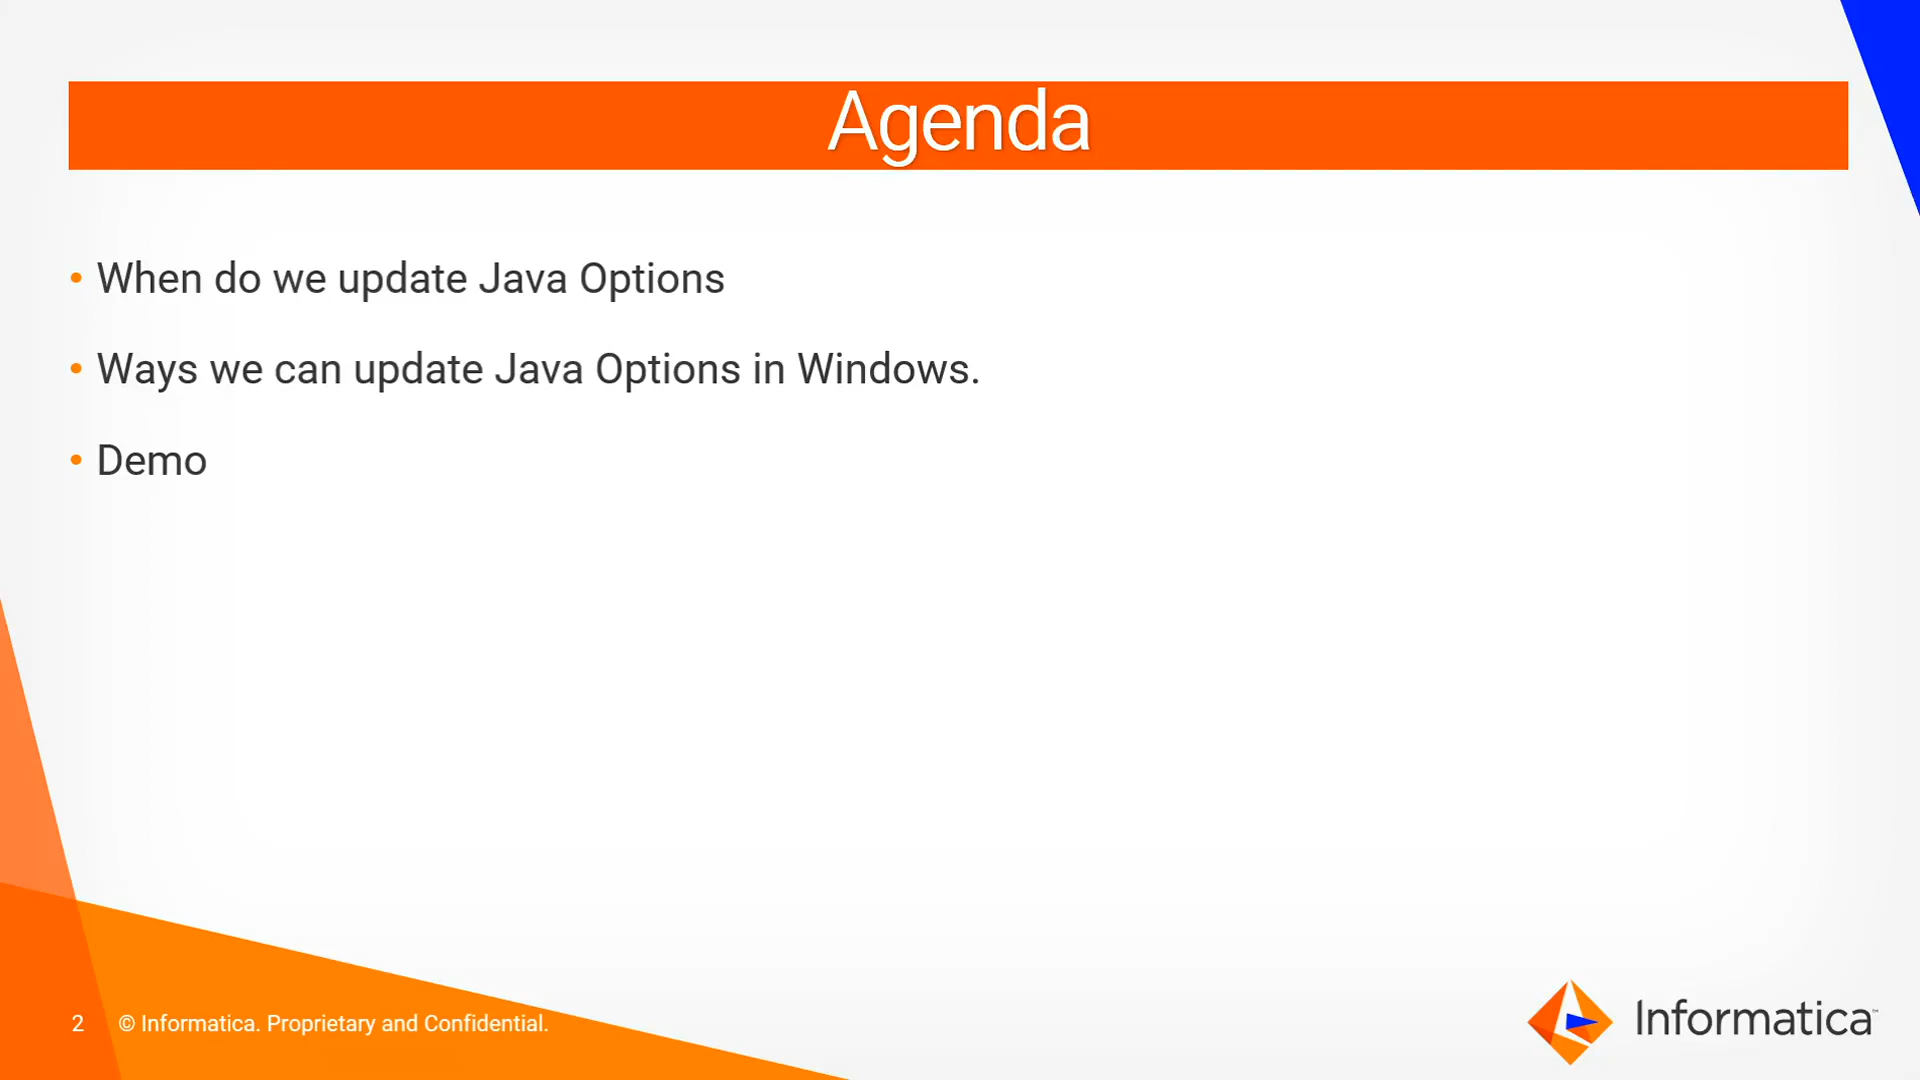 Agenda
• When do we update Java Options
• Ways we can update Java Options in Windows.
• Demo
2 © Informatica. Proprietary and Confidential.
Informatica™